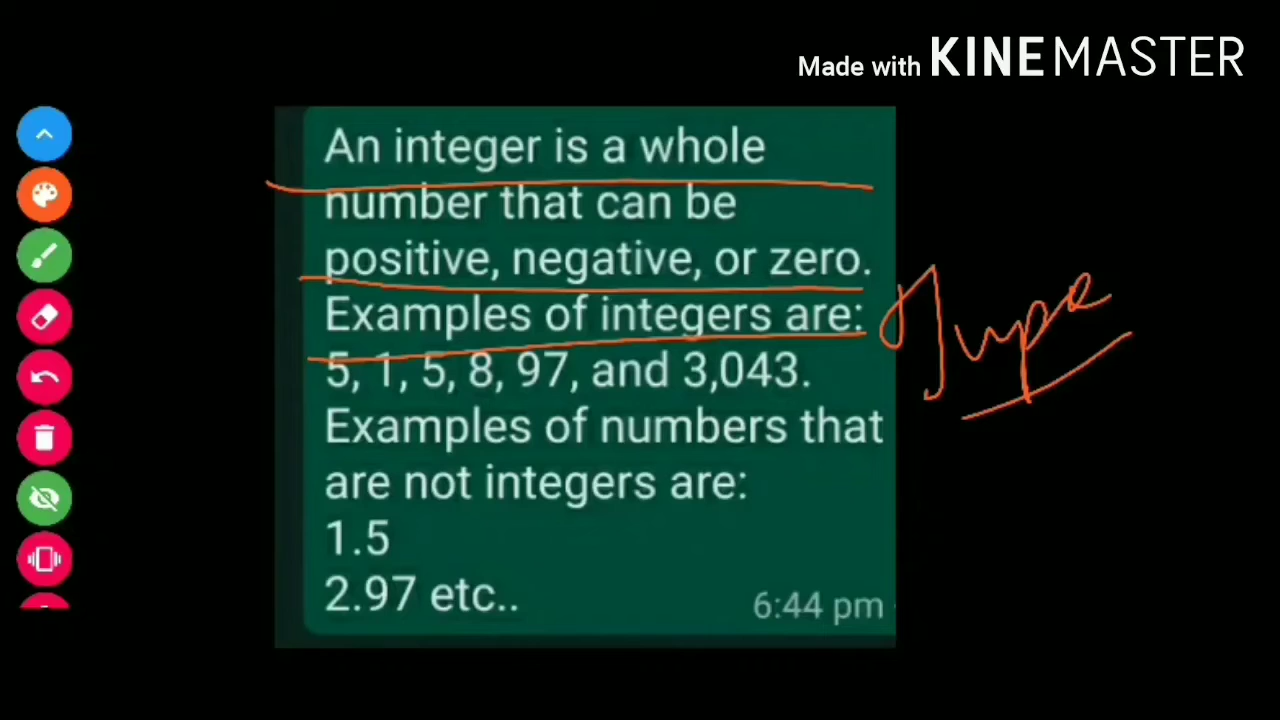 Made with KINEMASTER
An integer is a whole
number that can be
positive, negative, or zero.
Examples of integers are:
5, 1, 5, 8, 97, and 3,043.
Examples of numbers that
are not integers are:
1.5
2.97 etc..
6:44 pm